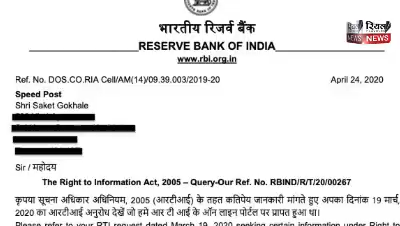 भारतीय रिज़र्व बैंक
RESERVE BANK OF INDIA
www.rbi.org.in
रियल
NEWS NEWS
Ref. No. DOS.CO.RIA Cell/AM(14)/09.39.003/2019-20 April 24, 2020
Speed Post
Shri Saket Gokhale
Sir / महोदय
The Right to Information Act, 2005 – Query-Our Ref. No. RBIND/R/T/20/00267
कृपया सूचना अधिकार अधिनियम, 2005 (आरटीआई) के तहत कतिपय जानकारी मांगते हुए आपका दिनांक 19 मार्च,
2020 का आरटीआई अनुरोध देखें जो हमे आर टी आई के ऑन लाइन पोर्टल पर प्राप्त हुआ था।
Please refer to your RTI request dated March 19, 2020 seeking certain information under Right to